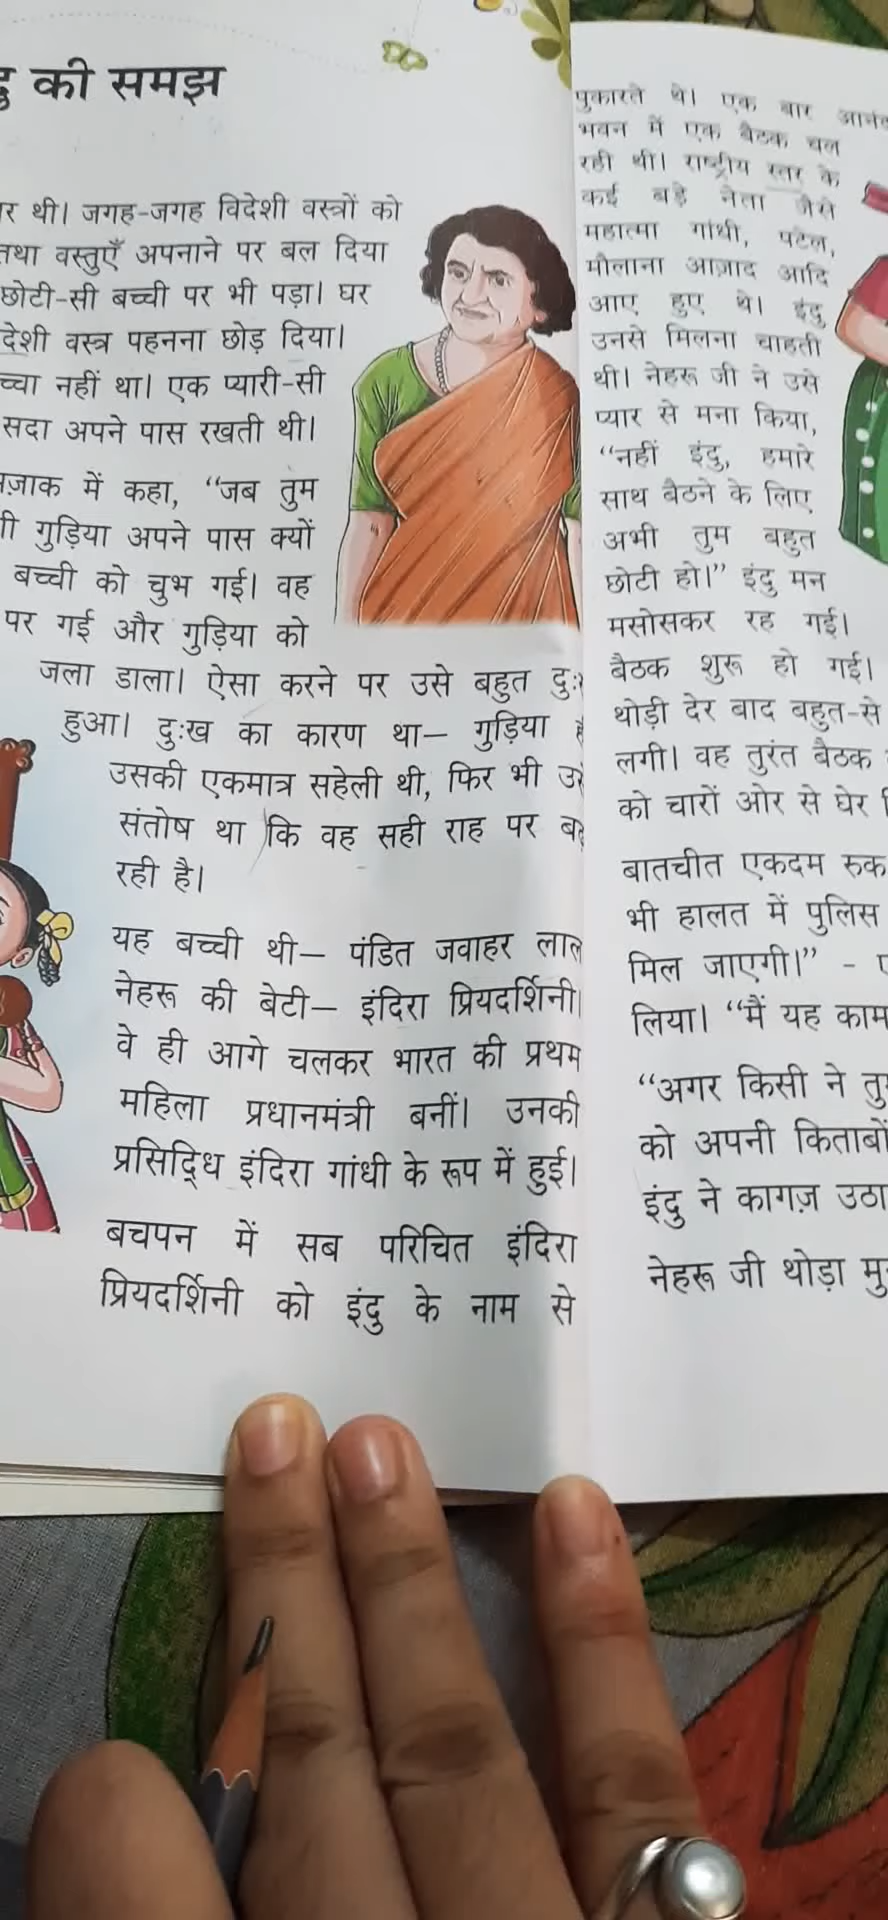 की समझ
थी। जगह-जगह विदेशी वस्त्रों को
तथा वस्तुएँ अपनाने पर बल दिया
छोटी-सी बच्ची पर भी पड़ा। घर
देशी वस्त्र पहनना छोड़ दिया।
च्चा नहीं था। एक प्यारी-सी
सदा अपने पास रखती थी।
में कहा, “जब तुम
गुड़िया अपने पास क्यों
बच्ची को चुभ गई। वह
पर गई और गुड़िया को
जला डाला। ऐसा करने पर उसे बहुत
हुआ। दुःख का कारण था— गुड़िया
उसकी एकमात्र सहेली थी, फिर भी
संतोष था कि वह सही राह पर
रही है।
यह बच्ची थी— पंडित जवाहर लाल
नेहरू की बेटी— इंदिरा प्रियदर्शिनी।
वे ही आगे चलकर भारत की प्रथम
महिला प्रधानमंत्री बनीं। उनकी
प्रसिद्धि इंदिरा गांधी के रूप में हुई।
बचपन में सब परिचित इंदिरा
प्रियदर्शिनी को इंदु के नाम से
पुकारते थे। एक बार
भवन में एक बैठक चल
रही थी। राष्ट्रीय स्तर के
कई बड़े नेता जैसे
महात्मा गांधी, पटेल,
मौलाना आज़ाद आदि
आए हुए थे। इंदु
उनसे मिलना चाहती
थी। नेहरू जी ने उसे
प्यार से मना किया,
“नहीं इंदु, हमारे
साथ बैठने के लिए
अभी तुम बहुत
छोटी हो।” इंदु मन
मसोसकर रह गई।
बैठक शुरू हो गई।
थोड़ी देर बाद बहुत-से
लगी। वह तुरंत बैठक
को चारों ओर से घेर
बातचीत एकदम रुक
भी हालत में पुलिस
मिल जाएगी।” -
लिया। “मैं यह काम
“अगर किसी ने
को अपनी किताबों
इंदु ने कागज़ उठा
नेहरू जी थोड़ा